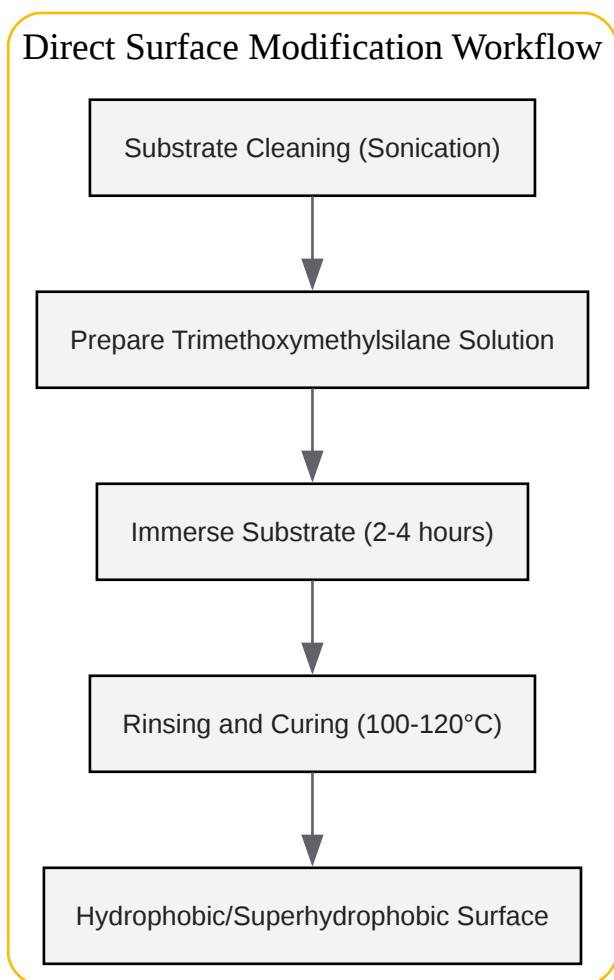 Direct Surface Modification Workflow
Substrate Cleaning (Sonication)
Prepare Trimethoxymethylsilane Solution
Immerse Substrate (2-4 hours)
Rinsing and Curing (100-120°C)
Hydrophobic/Superhydrophobic Surface